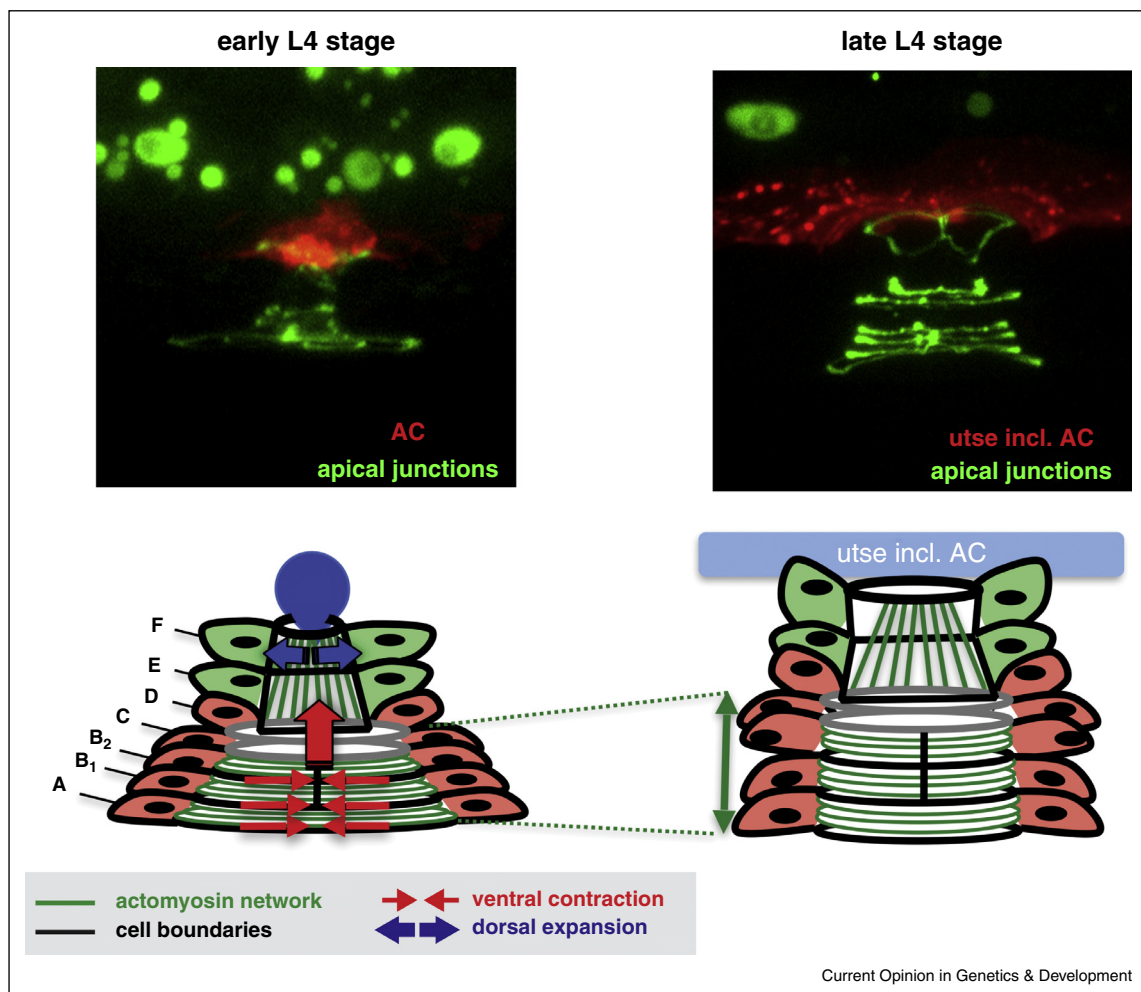 early L4 stage
late L4 stage
AC
apical junctions
utse incl. AC
apical junctions
utse incl. AC
F
E
D
C
B2
B1
A
actomyosin network
cell boundaries
ventral contraction
dorsal expansion
Current Opinion in Genetics & Development